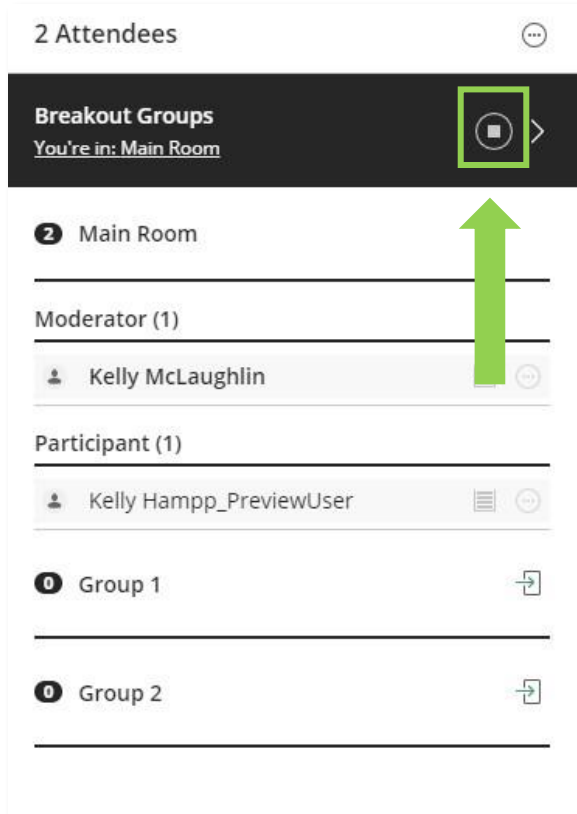 2 Attendees
Breakout Groups
You're in: Main Room
2 Main Room
Moderator (1)
Kelly McLaughlin
Participant (1)
Kelly Hampp_PreviewUser
0 Group 1
0 Group 2